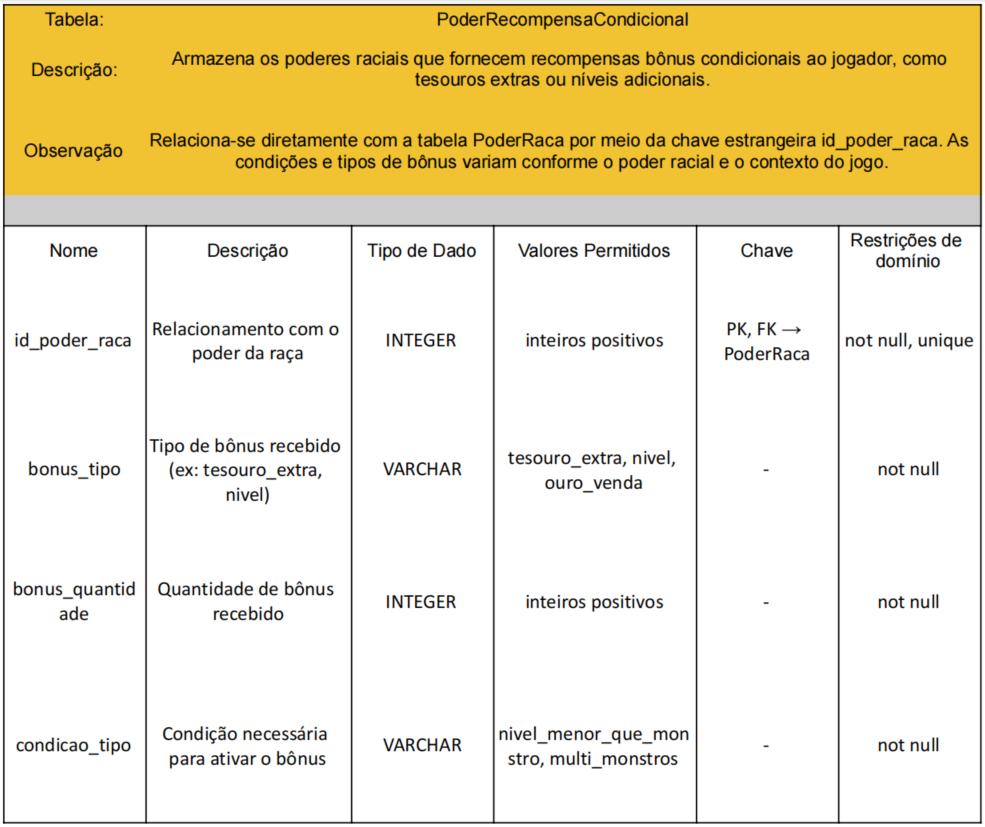 Tabela: PoderRecompensaCondicional
Descrição: Armazena os poderes raciais que fornecem recompensas bônus condicionais ao jogador, como
tesouros extras ou níveis adicionais.
Observação Relaciona-se diretamente com a tabela PoderRaca por meio da chave estrangeira id_poder_raca. As
condições e tipos de bônus variam conforme o poder racial e o contexto do jogo.
Nome
Descrição
Tipo de Dado
Valores Permitidos
Chave
Restrições de
domínio
id_poder_raca
Relacionamento com o
poder da raça
INTEGER
inteiros positivos
PK, FK →
PoderRaca
not null, unique
bonus_tipo
Tipo de bônus recebido
(ex: tesouro_extra,
nivel)
VARCHAR
tesouro_extra, nivel,
ouro_venda
-
not null
bonus_quantid
ade
Quantidade de bônus
recebido
INTEGER
inteiros positivos
-
not null
condicao_tipo
Condição necessária
para ativar o bônus
VARCHAR
nivel_menor_que_mon
stro, multi_monstros
-
not null